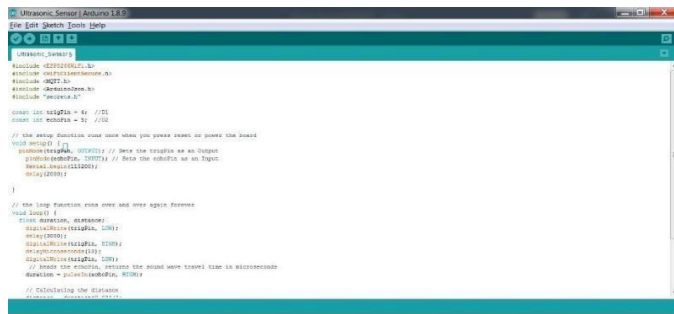 Ultrasonic_Sensor | Arduino 1.8.9
File Edit Sketch Tools Help
Ultrasonic_Sensor §
#include <ESP8266WiFi.h>
#include <WiFiClientSecure.h>
#include <MQTT.h>
#include <ArduinoJson.h>
#include "secrets.h"
const int trigPin = 4; //D1
const int echoPin = 5; //D2
// the setup function runs once when you press reset or power the board
void setup() {
pinMode(trigPin, OUTPUT); // Sets the trigPin as an Output
pinMode(echoPin, INPUT); // Sets the echoPin as an Input
Serial.begin(115200);
delay(2000);
}
// the loop function runs over and over again forever
void loop() {
float duration, distance;
digitalWrite(trigPin, LOW);
delay(3000);
digitalWrite(trigPin, HIGH);
delayMicroseconds(10);
digitalWrite(trigPin, LOW);
// Reads the echoPin, returns the sound wave travel time in microseconds
duration = pulseIn(echoPin, HIGH);
// Calculating the distance